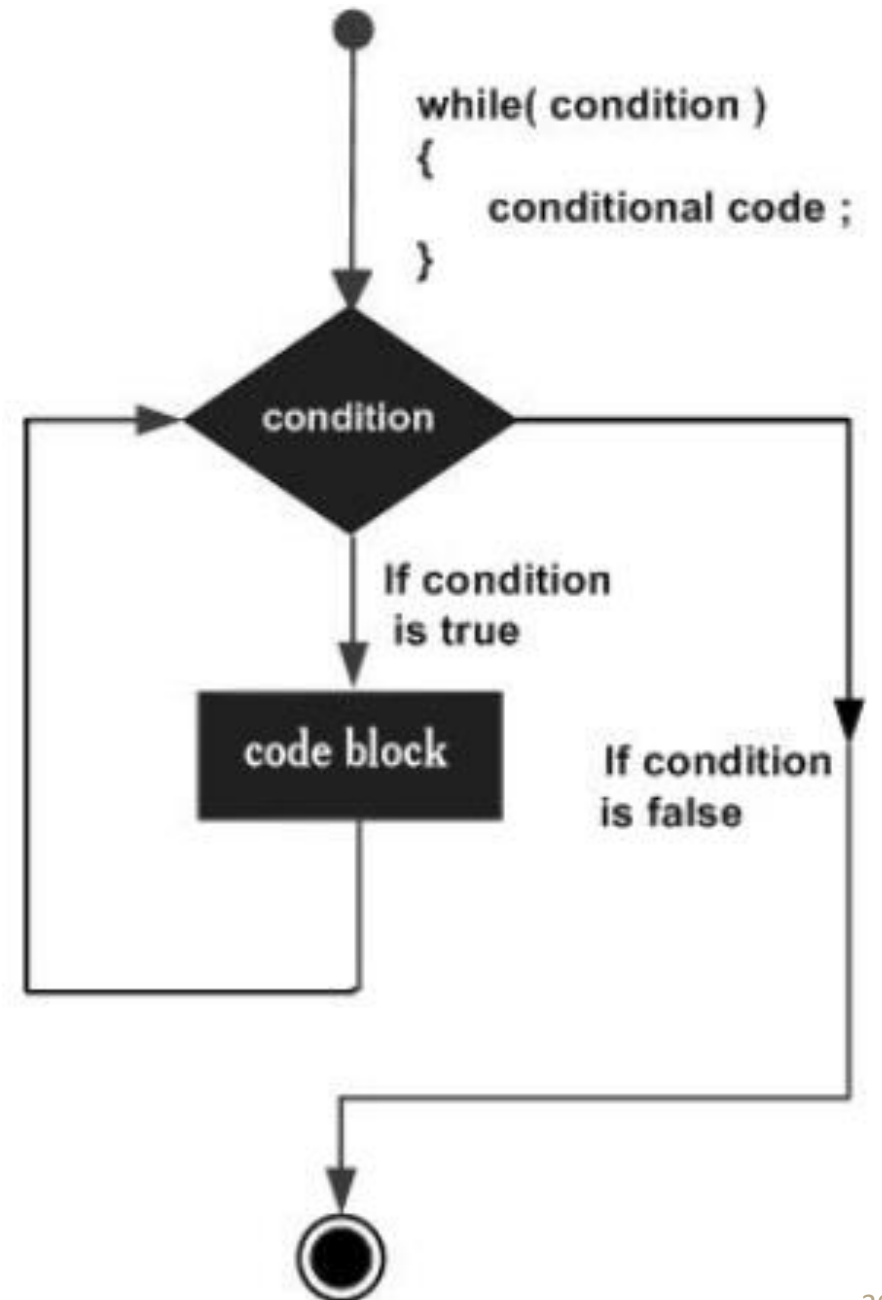 while( condition )
{
conditional code ;
}
condition
If condition
is true
code block
If condition
is false